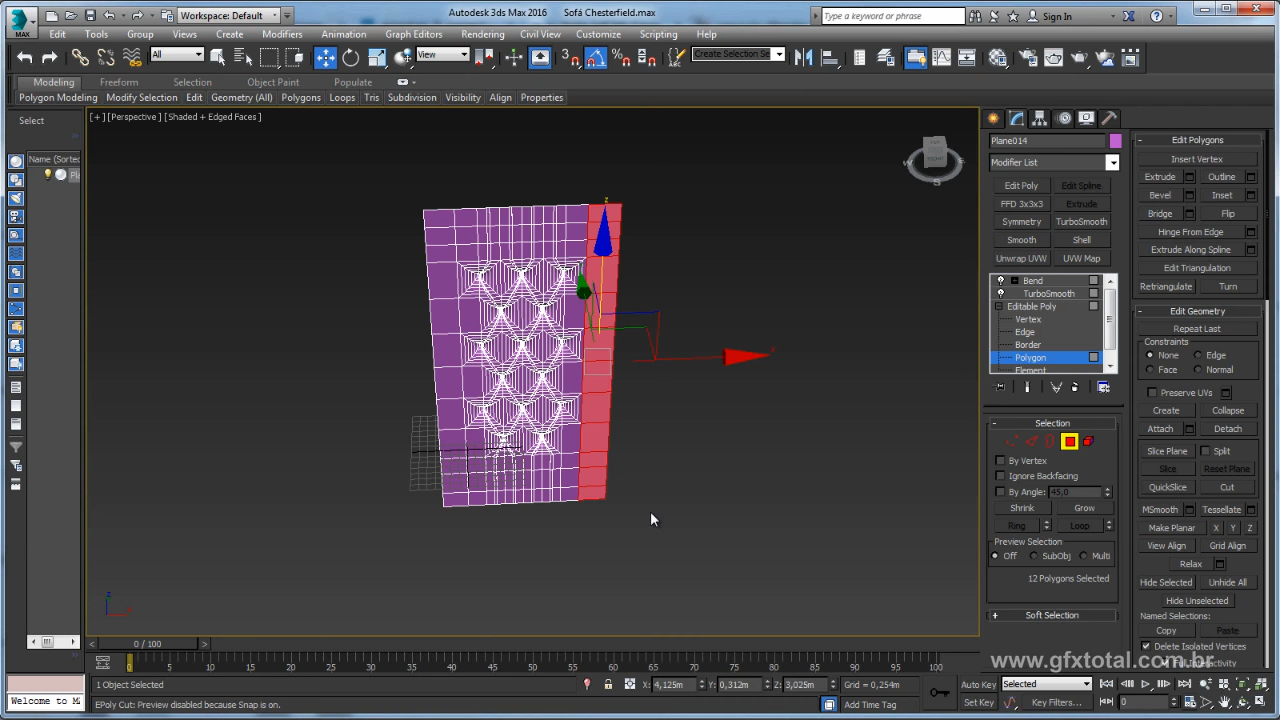 Workspace: Default
Autodesk 3ds Max 2016 Sofá Chesterfield.max
Type a keyword or phrase
Sign In
MAX
Edit Tools Group Views Create Modifiers Animation Graph Editors Rendering Civil View Customize Scripting Help
All
View
Create Selection Se
Modeling Freeform Selection Object Paint Populate
Polygon Modeling Modify Selection Edit Geometry (All) Polygons Loops Tris Subdivision Visibility Align Properties
Select
Name (Sorted
[+] [Perspective] [Shaded + Edged Faces]
Plane014
Modifier List
Edit Poly Edit Spline
FFD 3x3x3 Extrude
Symmetry TurboSmooth
Smooth Shell
Unwrap UVW UVW Map
Bend
TurboSmooth
Editable Poly
Vertex
Edge
Border
Polygon
Element
Selection
By Vertex
Ignore Backfacing
By Angle: 45,0
Shrink Grow
Ring Loop
Preview Selection
Off SubObj Multi
12 Polygons Selected
Soft Selection
Edit Polygons
Insert Vertex
Extrude Outline
Bevel Inset
Bridge Flip
Hinge From Edge
Extrude Along Spline
Edit Triangulation
Retriangulate Turn
Edit Geometry
Repeat Last
Constraints
None Edge
Face Normal
Preserve UVs
Create Collapse
Attach Detach
Slice Plane Split
Slice Reset Plane
QuickSlice Cut
MSmooth Tessellate
Make Planar X Y Z
View Align Grid Align
Relax
Hide Selected Unhide All
Hide Unselected
Named Selections:
Copy Paste
Delete Isolated Vertices
Full Interactivity
www.gfxtotal.com.br
0 / 100
0 5 10 15 20 25 30 35 40 45 50 55 60 65 70 75 80 85 90 95 100
1 Object Selected
X: 4,125m Y: 0,312m Z: 3,025m Grid = 0,254m
Auto Key Selected
Welcome to M
EPoly Cut: Preview disabled because Snap is on.
Add Time Tag
Set Key Key Filters...
0